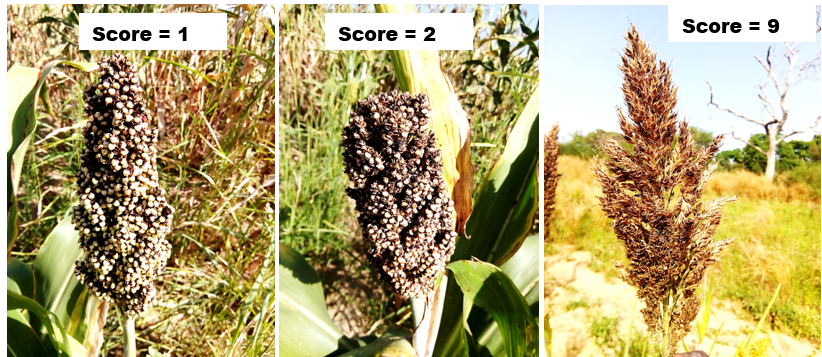 Score = 1
Score = 2
Score = 9